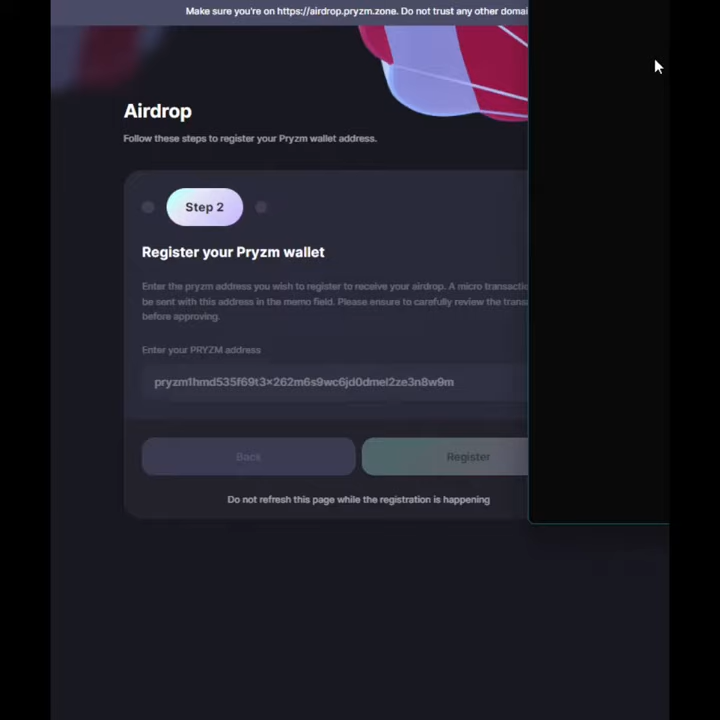 Make sure you're on https://airdrop.pryzm.zone. Do not trust any other domai
Airdrop
Follow these steps to register your Pryzm wallet address.
Step 2
Register your Pryzm wallet
Enter the pryzm address you wish to register to receive your airdrop. A micro transactio
be sent with this address in the memo field. Please ensure to carefully review the transa
before approving.
Enter your PRYZM address
pryzm1hmd535f69t3x262m6s9wc6jd0dmel2ze3n8w9m
Back
Register
Do not refresh this page while the registration is happening